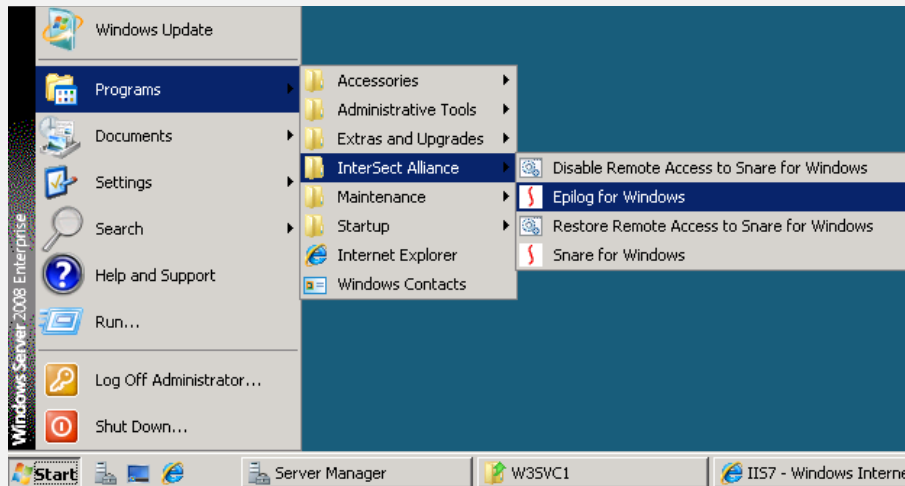 Windows Update
Programs
Documents
Settings
Search
Help and Support
Run...
Log Off Administrator...
Shut Down...
Windows Server 2008 Enterprise
Accessories
Administrative Tools
Extras and Upgrades
InterSect Alliance
Maintenance
Startup
Internet Explorer
Windows Contacts
Disable Remote Access to Snare for Windows
Epilog for Windows
Restore Remote Access to Snare for Windows
Snare for Windows
Start
Server Manager
W3SVC1
IIS7 - Windows Interne